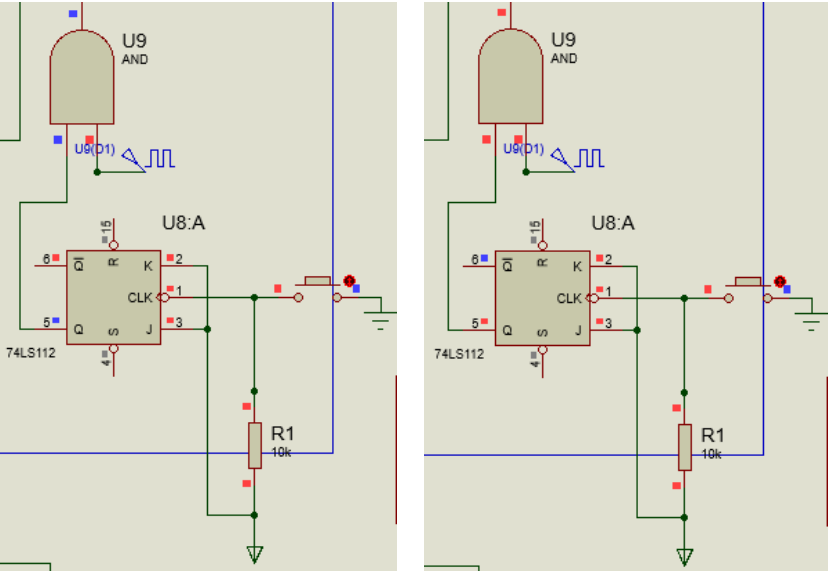 U9
AND
U9(D1)
U8:A
15
R
6
Q
K
2
CLK
1
5
Q
S
J
3
4
74LS112
R1
10k
U9
AND
U9(D1)
U8:A
15
R
6
Q
K
2
CLK
1
5
Q
S
J
3
4
74LS112
R1
10k